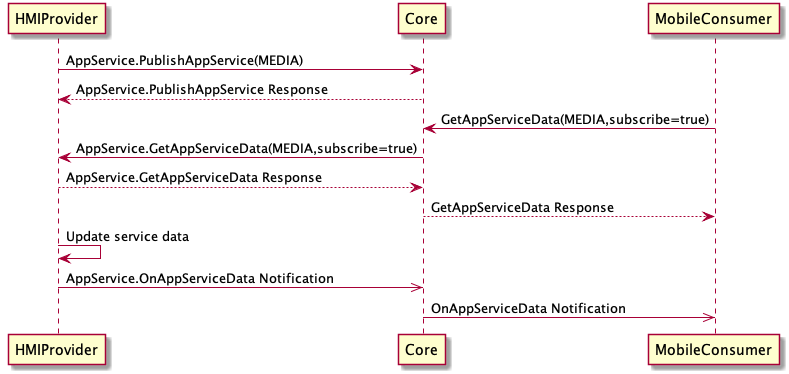 HMIProvider
Core
MobileConsumer
AppService.PublishAppService(MEDIA)
AppService.PublishAppService Response
GetAppServiceData(MEDIA,subscribe=true)
AppService.GetAppServiceData(MEDIA,subscribe=true)
AppService.GetAppServiceData Response
GetAppServiceData Response
Update service data
AppService.OnAppServiceData Notification
OnAppServiceData Notification
HMIProvider
Core
MobileConsumer